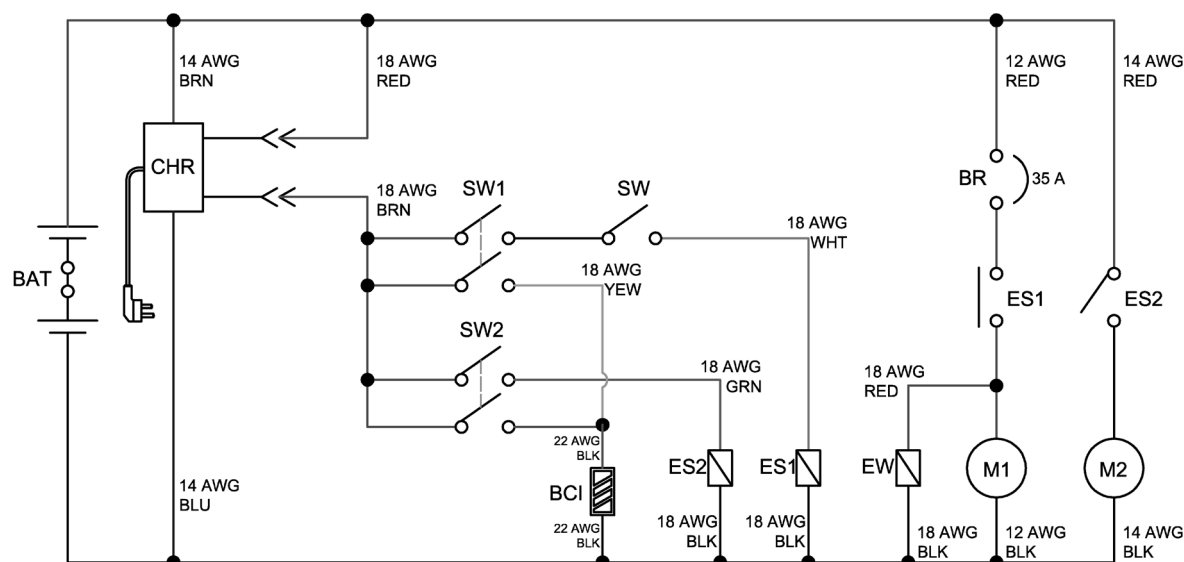 14 AWG
BRN
18 AWG
RED
12 AWG
RED
14 AWG
RED
CHR
BR
35 A
18 AWG
BRN
SW1
SW
18 AWG
WHT
BAT
18 AWG
YEW
ES1
ES2
SW2
18 AWG
GRN
18 AWG
RED
22 AWG
BLK
14 AWG
BLU
BCI
ES2
ES1
EW
M1
M2
22 AWG
BLK
18 AWG
BLK
18 AWG
BLK
18 AWG
BLK
12 AWG
BLK
14 AWG
BLK